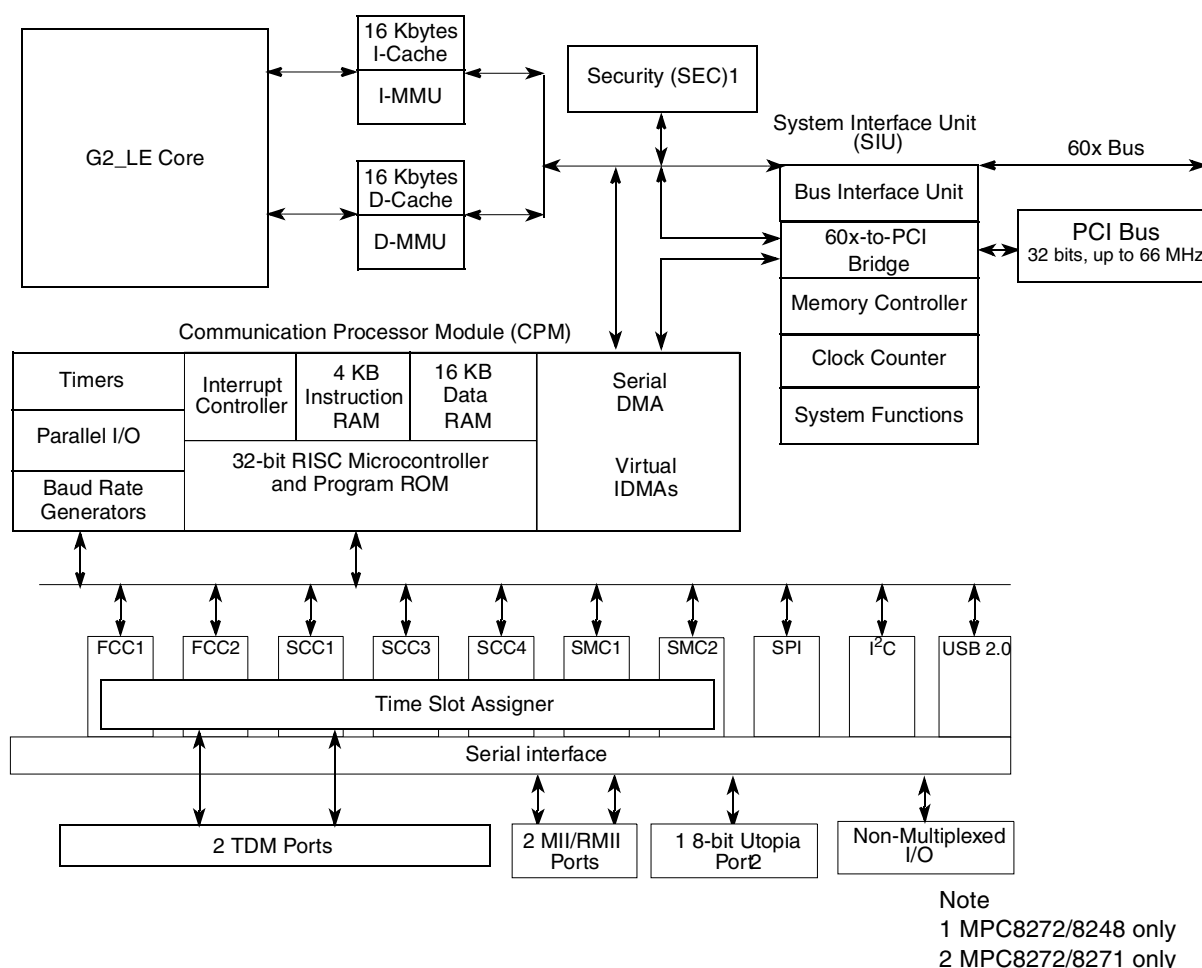 G2_LE Core
16 Kbytes
I-Cache
I-MMU
16 Kbytes
D-Cache
D-MMU
Security (SEC)1
System Interface Unit
(SIU)
Bus Interface Unit
60x-to-PCI
Bridge
Memory Controller
Clock Counter
System Functions
60x Bus
PCI Bus
32 bits, up to 66 MHz
Communication Processor Module (CPM)
Timers
Parallel I/O
Baud Rate
Generators
Interrupt
Controller
4 KB
Instruction
RAM
16 KB
Data
RAM
32-bit RISC Microcontroller
and Program ROM
Serial
DMA
Virtual
IDMAs
FCC1
FCC2
SCC1
SCC3
SCC4
SMC1
SMC2
SPI
I²C
USB 2.0
Time Slot Assigner
Serial interface
2 TDM Ports
2 MII/RMII
Ports
1 8-bit Utopia
Port2
Non-Multiplexed
I/O
Note
1 MPC8272/8248 only
2 MPC8272/8271 only